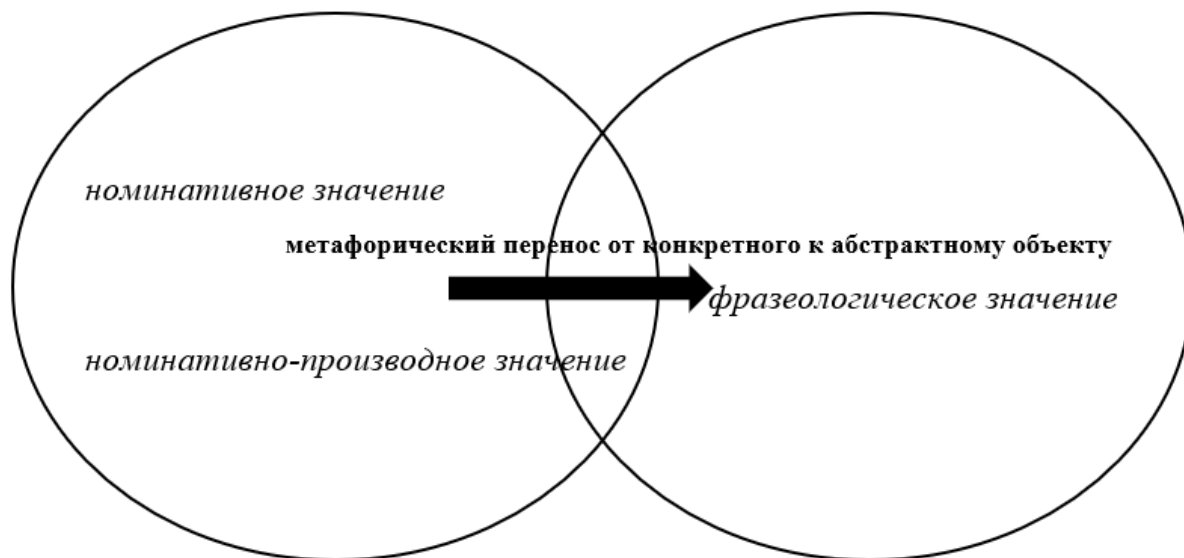 номинативное значение
метафорический перенос от конкретного к абстрактному объекту
фразеологическое значение
номинативно-производное значение